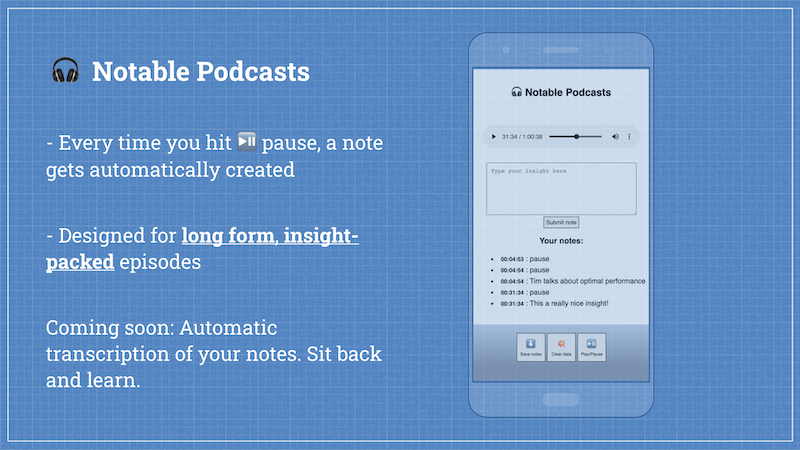 🎧 Notable Podcasts
- Every time you hit ⏯ pause, a note
gets automatically created
- Designed for long form, insight-
packed episodes
Coming soon: Automatic
transcription of your notes. Sit back
and learn.
🎧 Notable Podcasts
31:34 / 1:00:38
Type your insight here
Submit note
Your notes:
• 00:04:53 : pause
• 00:04:54 : pause
• 00:04:54 : Tim talks about optimal performance
• 00:31:34 : pause
• 00:31:34 : This a really nice insight!
Save notes Clear data Play/Pause